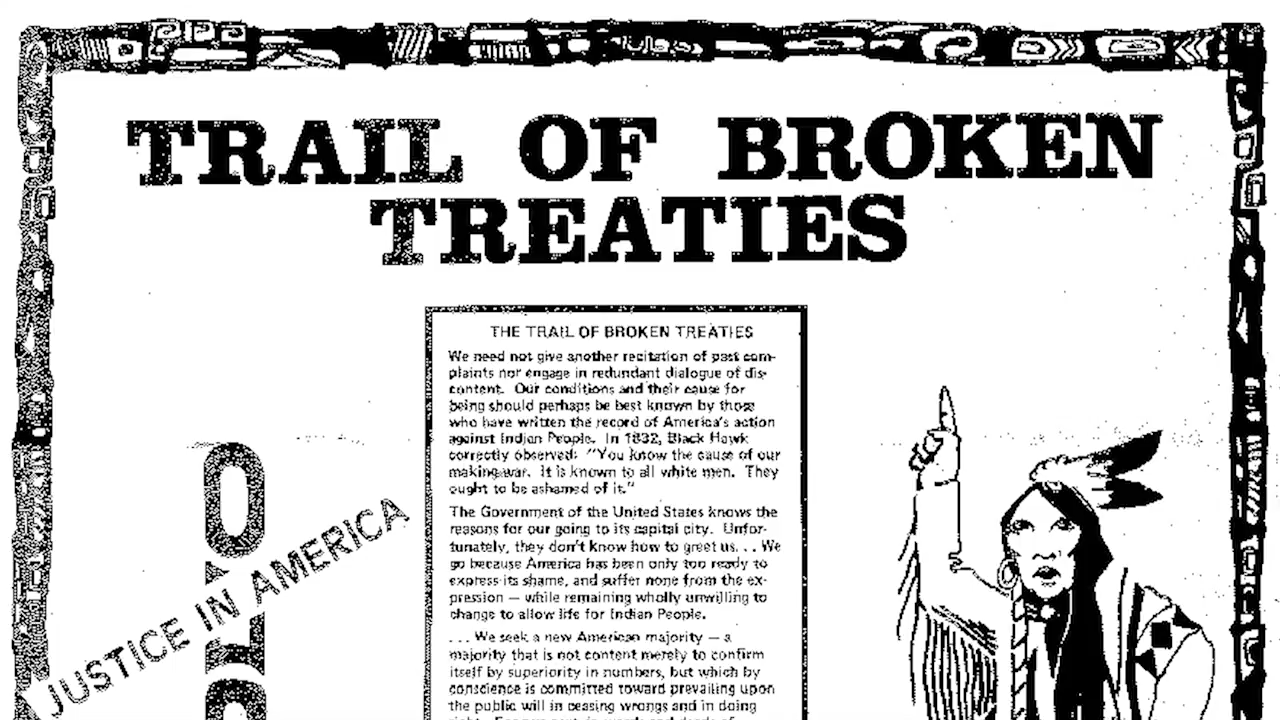 TRAIL OF BROKEN
TREATIES
THE TRAIL OF BROKEN TREATIES
We need not give another recitation of past com-
plaints nor engage in redundant dialogue of dis-
content. Our conditions and their cause for
being should perhaps be best known by those
who have written the record of America's action
against Indian People. In 1832, Black Hawk
correctly observed: "You know the cause of our
making war. It is known to all white men. They
ought to be ashamed of it."
The Government of the United States knows the
reasons for our going to its capital city. Unfor-
tunately, they don't know how to greet us. . . We
go because America has been only too ready to
express its shame, and suffer none from the ex-
pression — while remaining wholly unwilling to
change to allow life for Indian People.
. . . We seek a new American majority — a
majority that is not content merely to confirm
itself by superiority in numbers, but which by
conscience is committed toward prevailing upon
the public will in ceasing wrongs and in doing
JUSTICE IN AMERICA